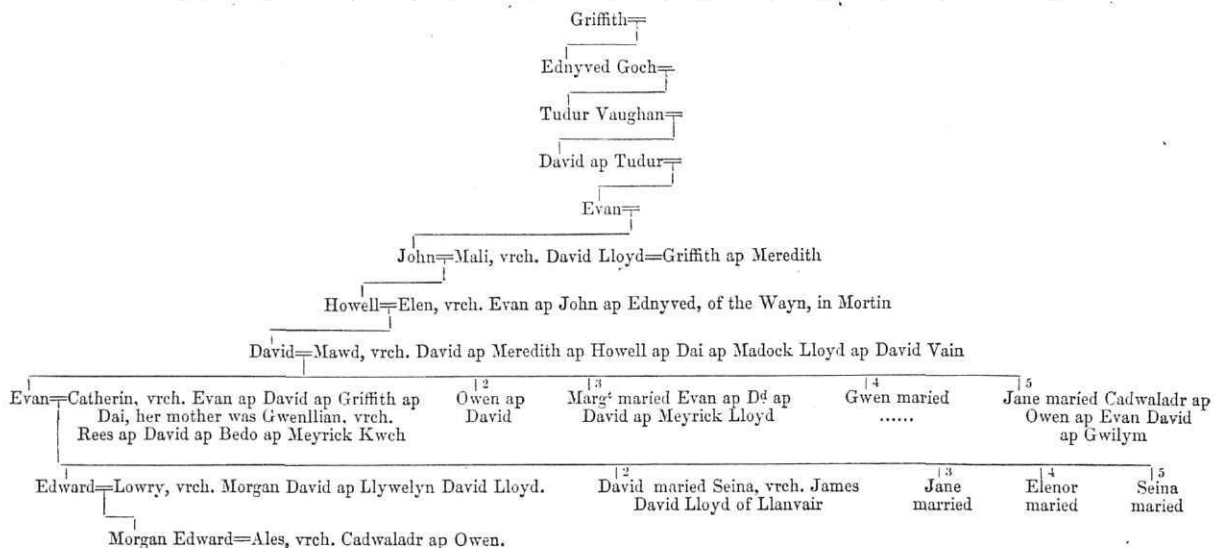 Griffith
Ednyved Goch
Tudur Vaughan
David ap Tudur
Evan
John=Mali, vrch. David Lloyd=Griffith ap Meredith
Howell=Elen, vrch. Evan ap John ap Ednyved, of the Wayn, in Mortin
David=Mawd, vrch. David ap Meredith ap Howell ap Dai ap Madock Lloyd ap David Vain
Evan=Catherin, vrch. Evan ap David ap Griffith ap
Dai, her mother was Gwenllian. vrch.
Rees ap David ap Bedo ap Meyrick Kwch
2
Owen ap
David
3
Margt maried Evan ap Dd ap
David ap Meyrick Lloyd
4
Gwen maried
......
5
Jane maried Cadwaladr ap
Owen ap Evan David
ap Gwilym
Edward=Lowry, vrch. Morgan David ap Llywelyn David Lloyd.
2
David maried Seina, vrch. James
David Lloyd of Llanvair
3
Jane
married
4
Elenor
maried
5
Seina
maried
Morgan Edward=Ales, vrch. Cadwaladr ap Owen.